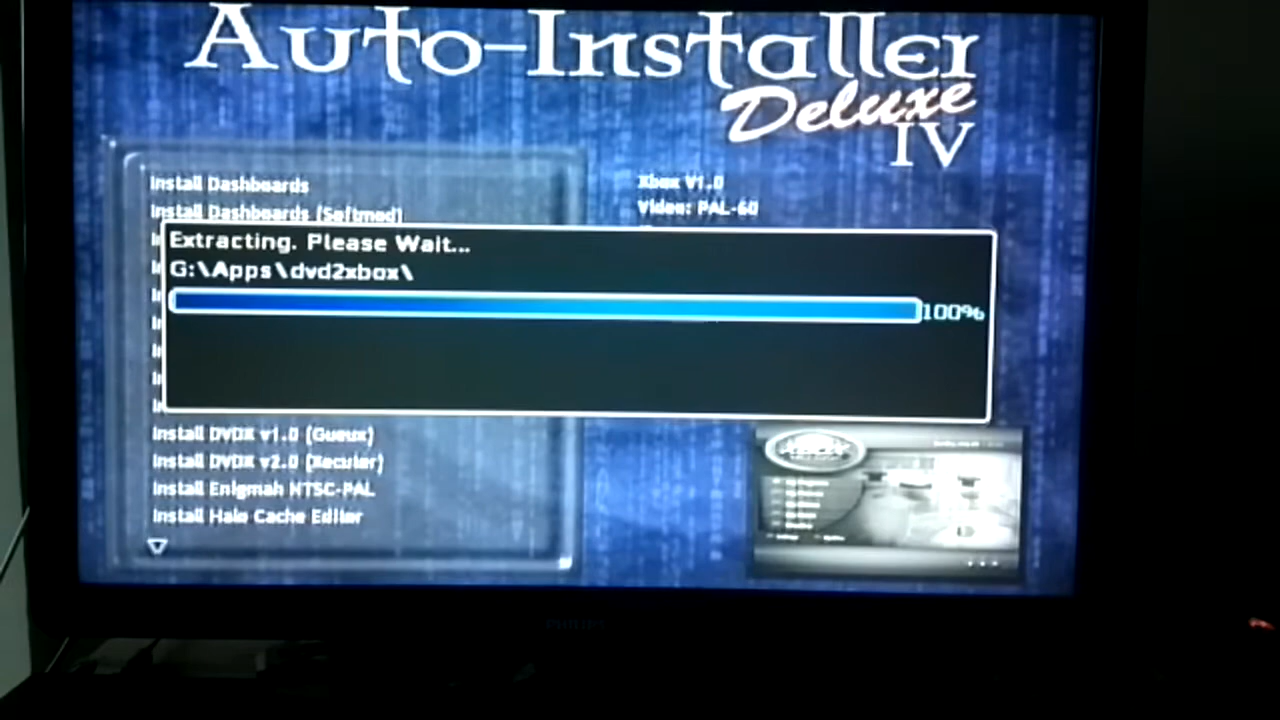 Auto-Installer
Deluxe
IV
Install Dashboards
Xbox V1.0
Install Dashboards (Softmod)
Video: PAL-60
Extracting. Please Wait...
G:\Apps\dvd2xbox\
100%
Install DVDX v1.0 (Gueux)
Install DVDX v2.0 (Xecuter)
Install Enigmah NTSC-PAL
Install Halo Cache Editor
PHILIPS